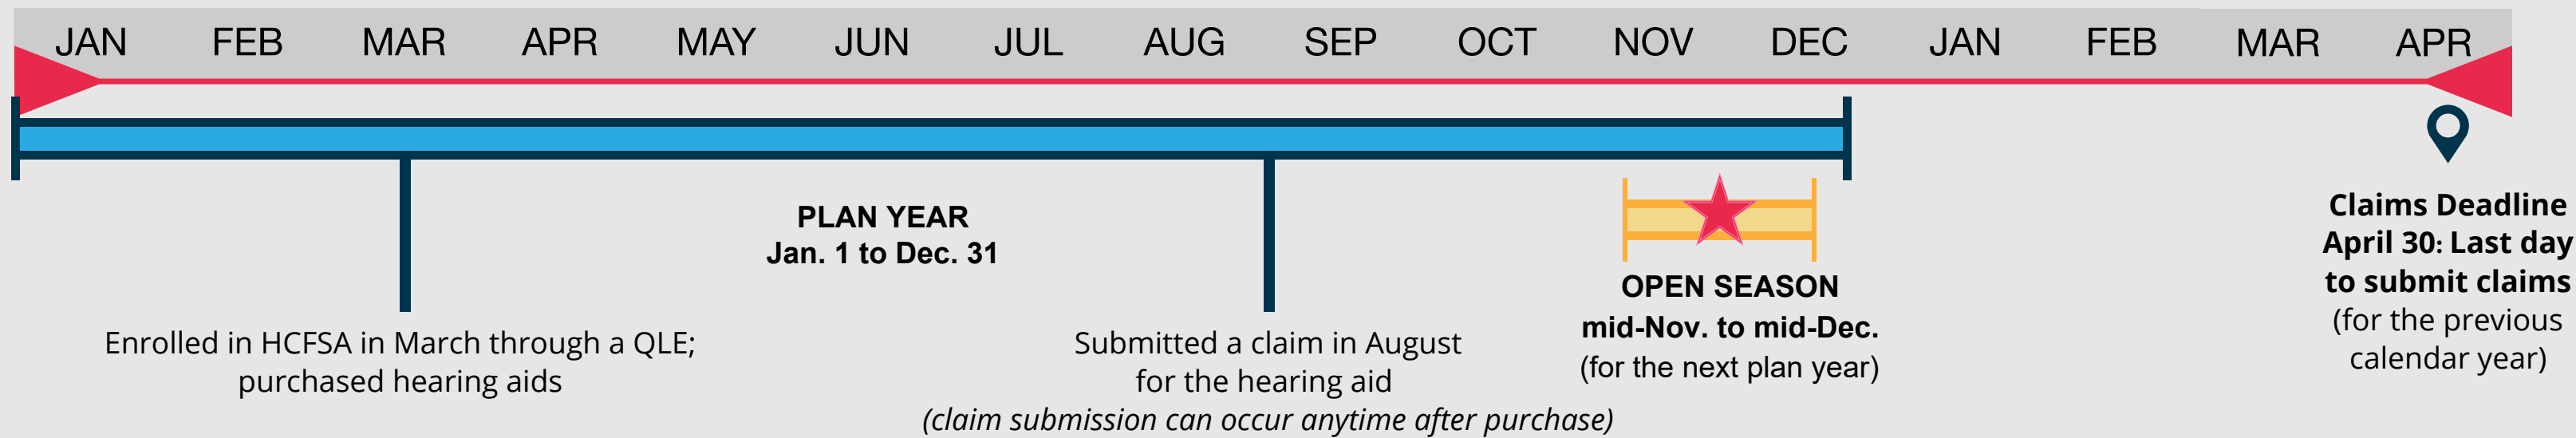 JAN FEB MAR APR MAY JUN JUL AUG SEP OCT NOV DEC JAN FEB MAR APR
PLAN YEAR
Jan. 1 to Dec. 31
Enrolled in HCFSA in March through a QLE;
purchased hearing aids
Submitted a claim in August
for the hearing aid
(claim submission can occur anytime after purchase)
OPEN SEASON
mid-Nov. to mid-Dec.
(for the next plan year)
Claims Deadline
April 30: Last day
to submit claims
(for the previous
calendar year)